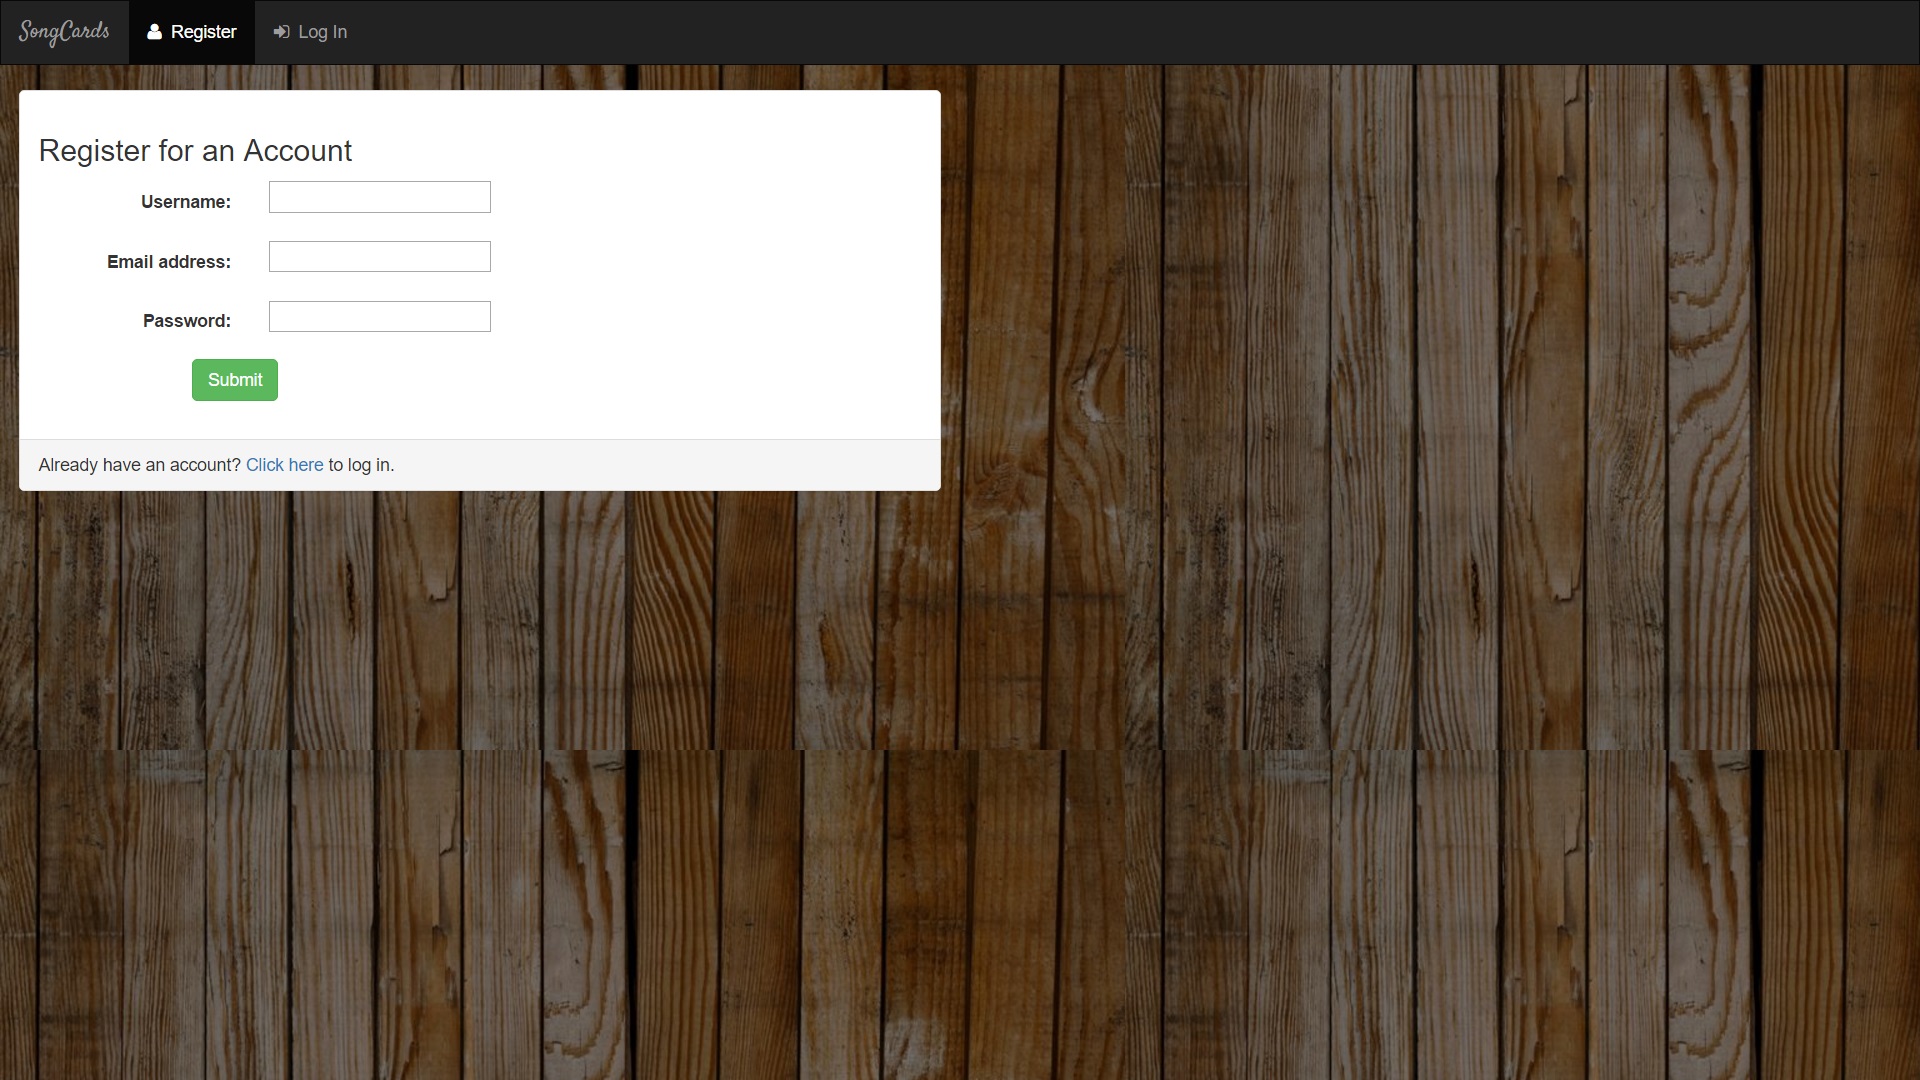 SongCards Register Log In
Register for an Account
Username:
Email address:
Password:
Submit
Already have an account? Click here to log in.